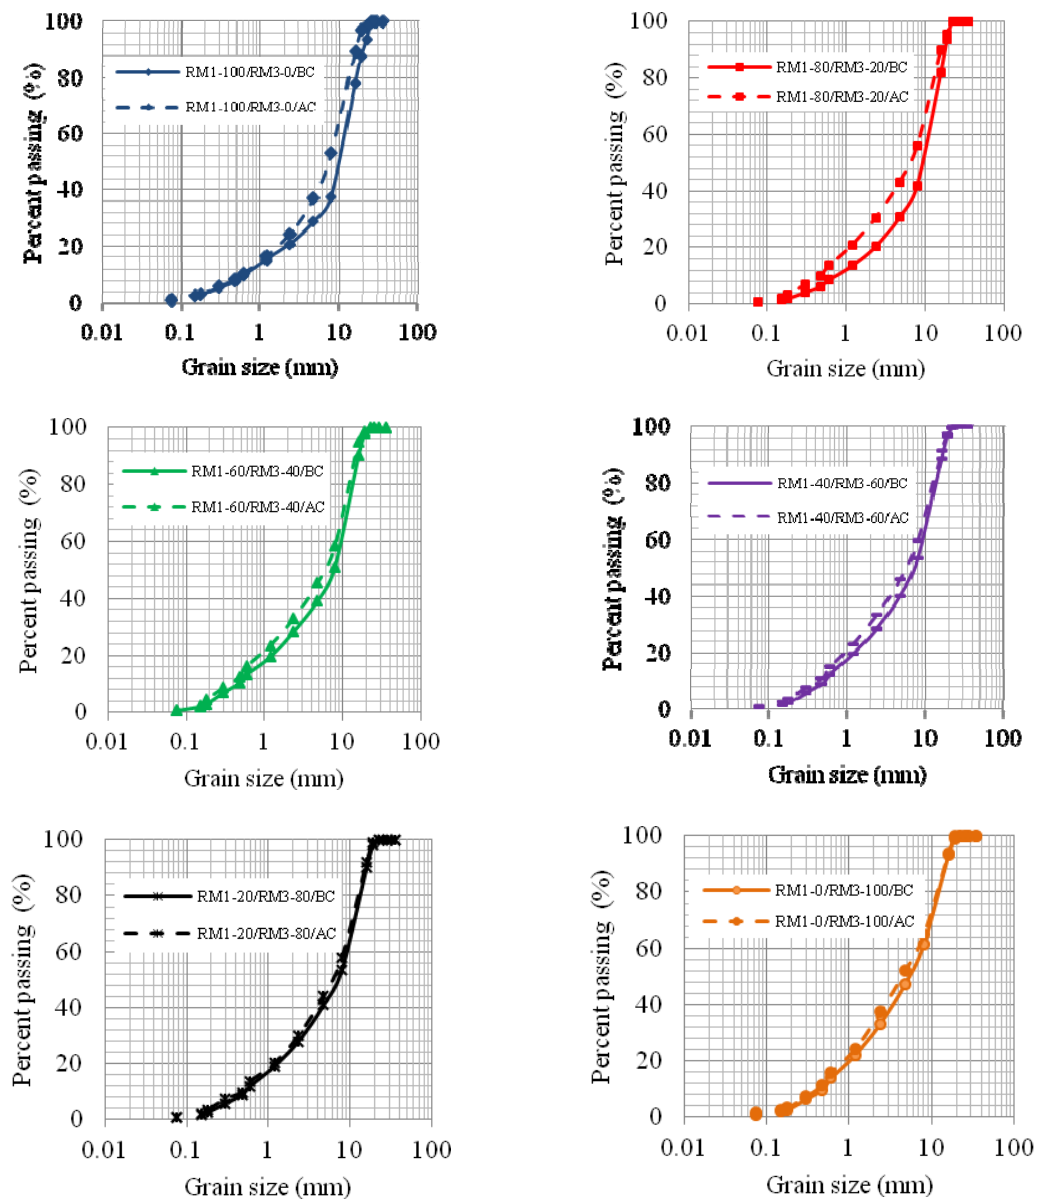 100
80
60
40
20
0
Percent passing (%)
RM1-100/RM3-0/BC
RM1-100/RM3-0/AC
0.01 0.1 1 10 100
Grain size (mm)
100
80
60
40
20
0
Percent passing (%)
RM1-80/RM3-20/BC
RM1-80/RM3-20/AC
0.01 0.1 1 10 100
Grain size (mm)
100
80
60
40
20
0
Percent passing (%)
RM1-60/RM3-40/BC
RM1-60/RM3-40/AC
0.01 0.1 1 10 100
Grain size (mm)
100
80
60
40
20
0
Percent passing (%)
RM1-40/RM3-60/BC
RM1-40/RM3-60/AC
0.01 0.1 1 10 100
Grain size (mm)
100
80
60
40
20
0
Percent passing (%)
RM1-20/RM3-80/BC
RM1-20/RM3-80/AC
0.01 0.1 1 10 100
Grain size (mm)
100
80
60
40
20
0
Percent passing (%)
RM1-0/RM3-100/BC
RM1-0/RM3-100/AC
0.01 0.1 1 10 100
Grain size (mm)